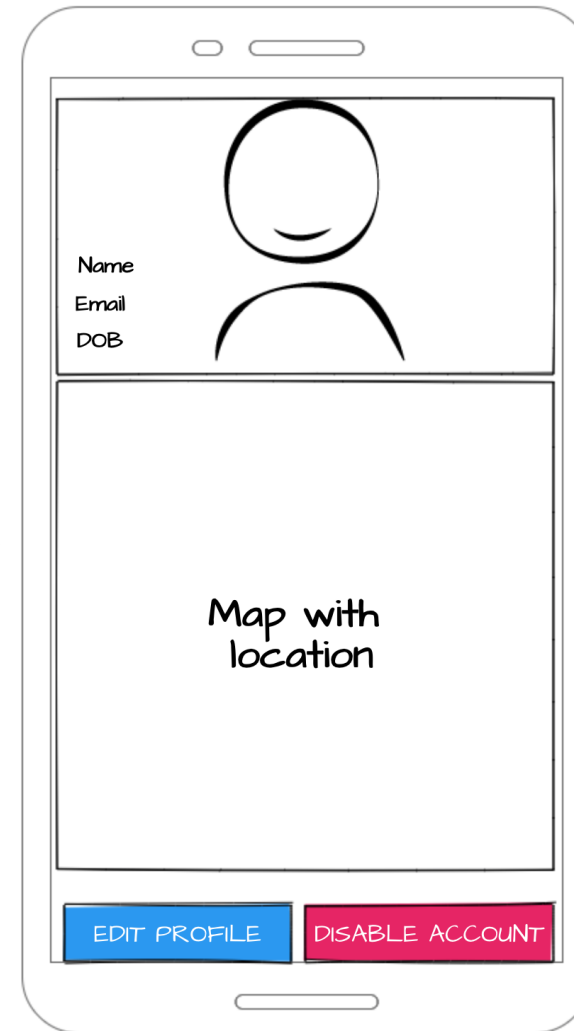 Name
Email
DOB
Map with
location
EDIT PROFILE
DISABLE ACCOUNT